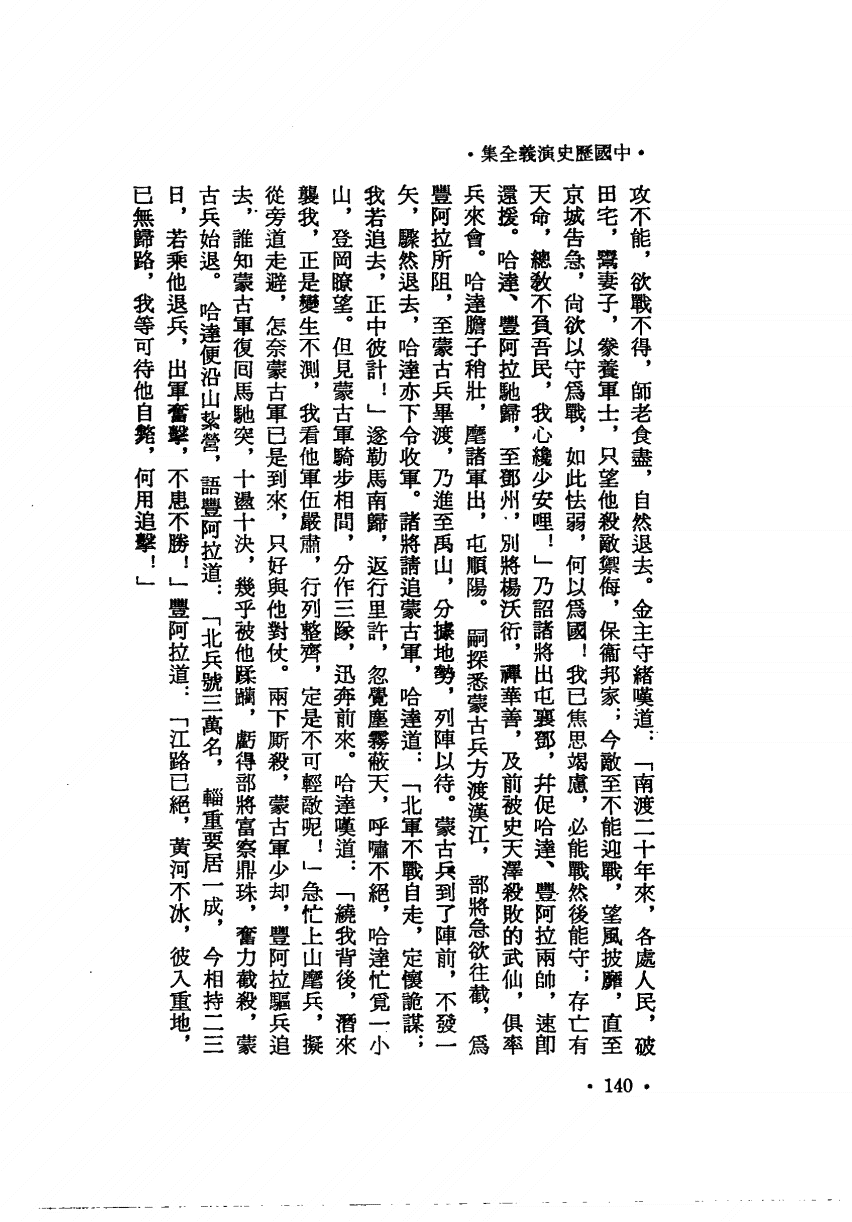 •中國歷史演義全集•
攻不能，欲戰不得，師老食盡，自然退去。金主守緒嘆道：「南渡二十年來，各處人民，破
田宅，鬻妻子，豢養軍士，只望他殺敵禦侮，保衞邦家；今敵至不能迎戰，望風披靡，直至
京城告急，尙欲以守爲戰，如此怯弱，何以爲國！我已焦思竭慮，必能戰然後能守；存亡有
天命，總敎不負吾民，我心纔少安哩！」乃詔諸將出屯襄鄧，幷促哈達、豐阿拉兩帥，速卽
還援。哈達、豐阿拉馳歸，至鄧州，別將楊沃衍，禪華善，及前被史天澤殺敗的武仙，俱率
兵來會。哈達膽子稍壯，麾諸軍出，屯順陽。嗣探悉蒙古兵方渡漢江，部將急欲往截，爲
豐阿拉所阻，至蒙古兵畢渡，乃進至禹山，分據地勢，列陣以待。蒙古兵到了陣前，不發一
矢，驟然退去，哈達亦下令收軍。諸將請追蒙古軍，哈達道：「北軍不戰自走，定懷詭謀；
我若追去，正中彼計！」遂勒馬南歸，返行里許，忽覺塵霧蔽天，呼嘯不絕，哈達忙覓一小
山，登岡瞭望。但見蒙古軍騎步相間，分作三隊，迅奔前來。哈達嘆道：「繞我背後，潛來
襲我，正是變生不測，我看他軍伍嚴肅，行列整齊，定是不可輕敵呢！」急忙上山麾兵，擬
從旁道走避，怎奈蒙古軍已是到來，只好與他對仗。兩下厮殺，蒙古軍少却，豐阿拉驅兵追
去，誰知蒙古軍復回馬馳突，十盪十決，幾乎被他蹂躪，虧得部將富察鼎珠，奮力截殺，蒙
古兵始退。哈達便沿山紮營，語豐阿拉道：「北兵號三萬名，輜重要居一成，今相持二三
日，若乘他退兵，出軍奮擊，不患不勝！」豐阿拉道：「江路已絕，黃河不冰，彼入重地，
已無歸路，我等可待他自斃，何用追擊！」
•140•